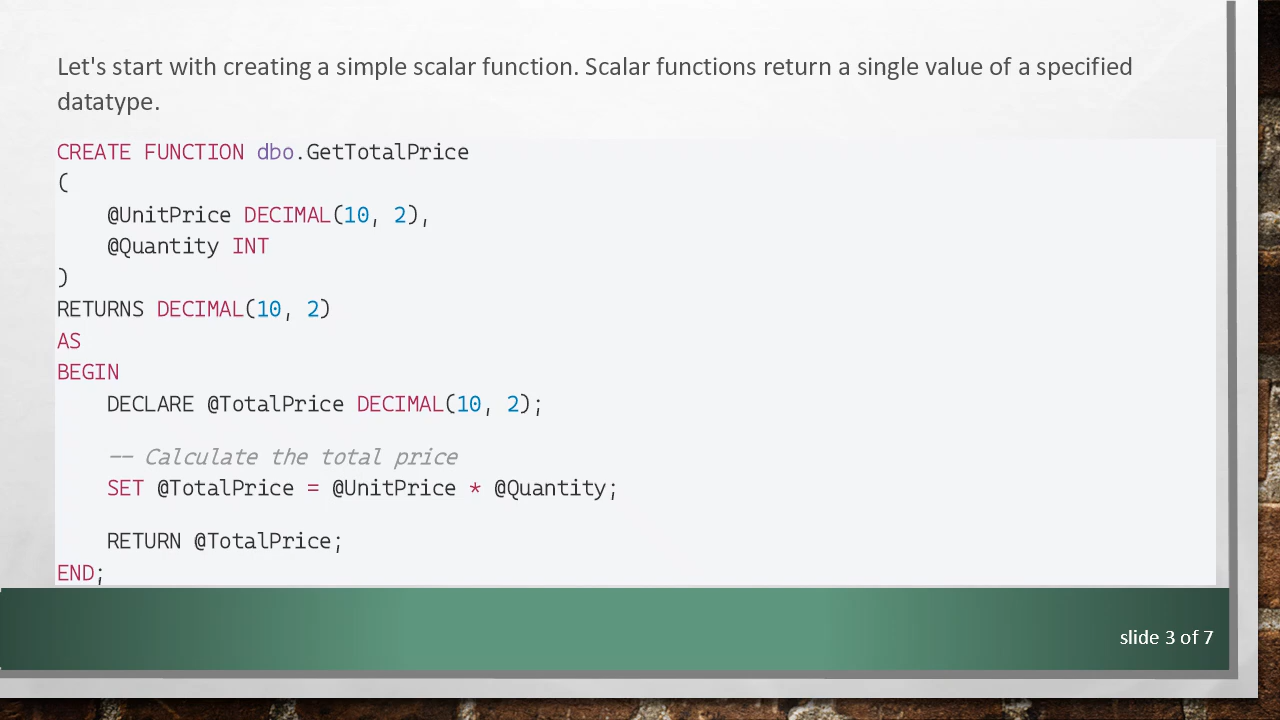 Let's start with creating a simple scalar function. Scalar functions return a single value of a specified
datatype.
CREATE FUNCTION dbo.GetTotalPrice
(
    @UnitPrice DECIMAL(10, 2),
    @Quantity INT
)
RETURNS DECIMAL(10, 2)
AS
BEGIN
    DECLARE @TotalPrice DECIMAL(10, 2);
    -- Calculate the total price
    SET @TotalPrice = @UnitPrice * @Quantity;
    RETURN @TotalPrice;
END;
slide 3 of 7